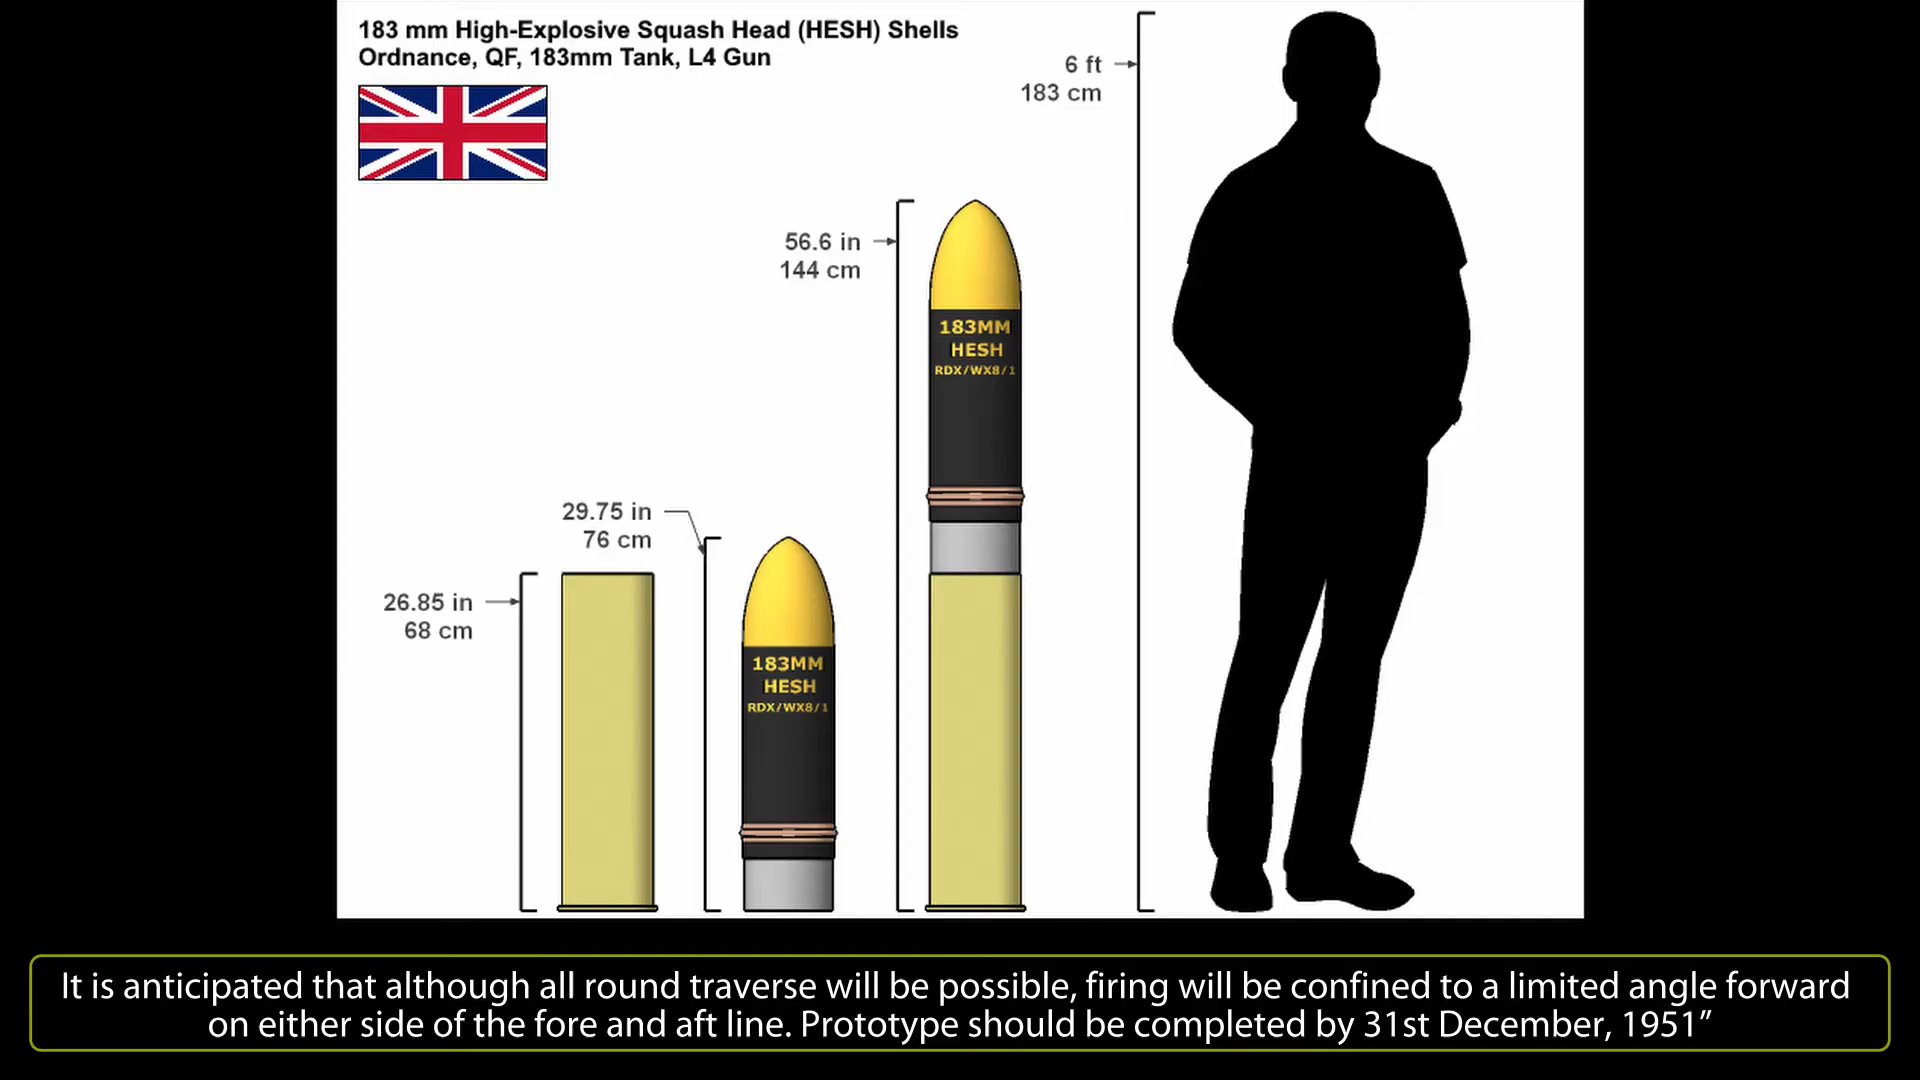 183 mm High-Explosive Squash Head (HESH) Shells
Ordnance, QF, 183mm Tank, L4 Gun
6 ft
183 cm
56.6 in
144 cm
183MM
HESH
RDX/WX8/1
29.75 in
76 cm
26.85 in
68 cm
183MM
HESH
RDX/WX8/1
It is anticipated that although all round traverse will be possible, firing will be confined to a limited angle forward
on either side of the fore and aft line. Prototype should be completed by 31st December, 1951”